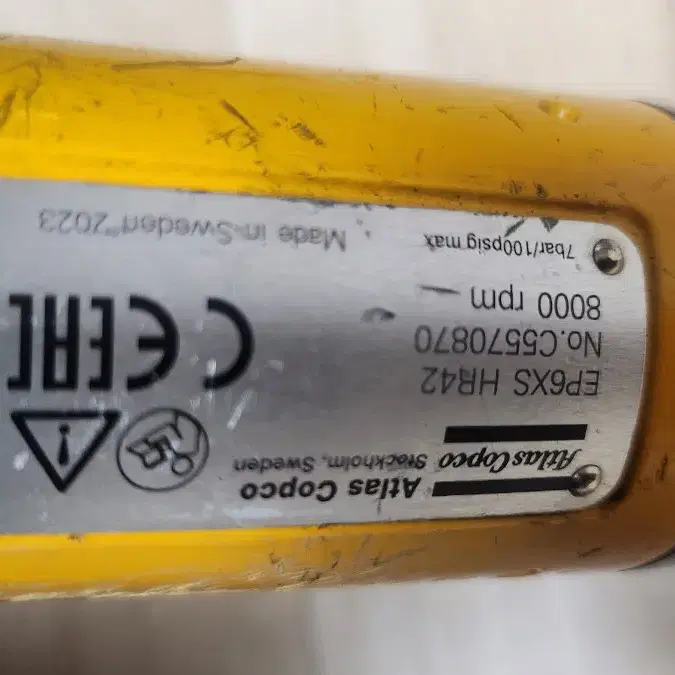 Atlas Copco
Atlas Copco
Stockholm, Sweden
EP6XS HR42
No.C5570870
8000 rpm
7bar/100psig max
Made in Sweden 2023
CE
EAC